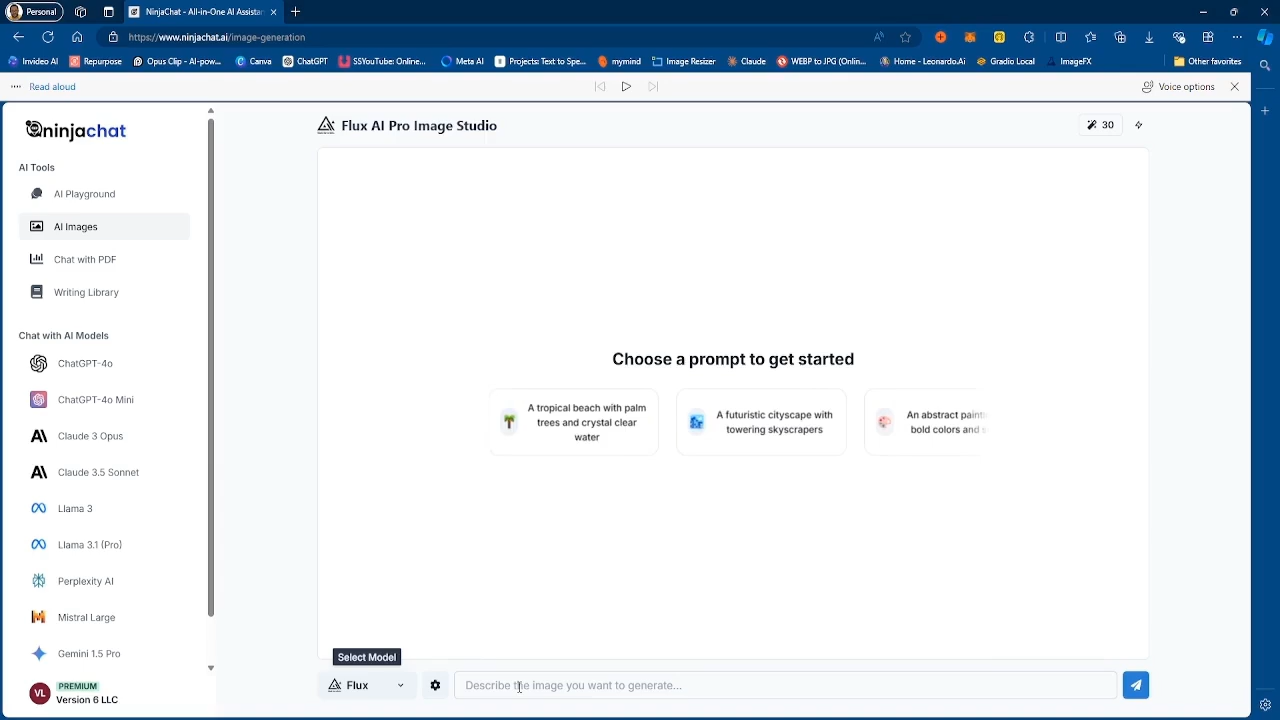 Personal
NinjaChat - All-in-One AI Assistan
https://www.ninjachat.ai/image-generation
Invideo AI
Repurpose
Opus Clip - AI-pow...
Canva
ChatGPT
SSYouTube: Online...
Meta AI
Projects: Text to Spe...
mymind
Image Resizer
Claude
WEBP to JPG (Onlin...
Home - Leonardo.Ai
Gradio Local
ImageFX
Other favorites
Read aloud
Voice options
ninjachat
Flux AI Pro Image Studio
30
AI Tools
AI Playground
AI Images
Chat with PDF
Writing Library
Chat with AI Models
ChatGPT-4o
ChatGPT-4o Mini
Claude 3 Opus
Claude 3.5 Sonnet
Llama 3
Llama 3.1 (Pro)
Perplexity AI
Mistral Large
Gemini 1.5 Pro
VL
PREMIUM
Version 6 LLC
Choose a prompt to get started
A tropical beach with palm
trees and crystal clear
water
A futuristic cityscape with
towering skyscrapers
An abstract paint
bold colors and s
Select Model
Flux
Describe the image you want to generate...